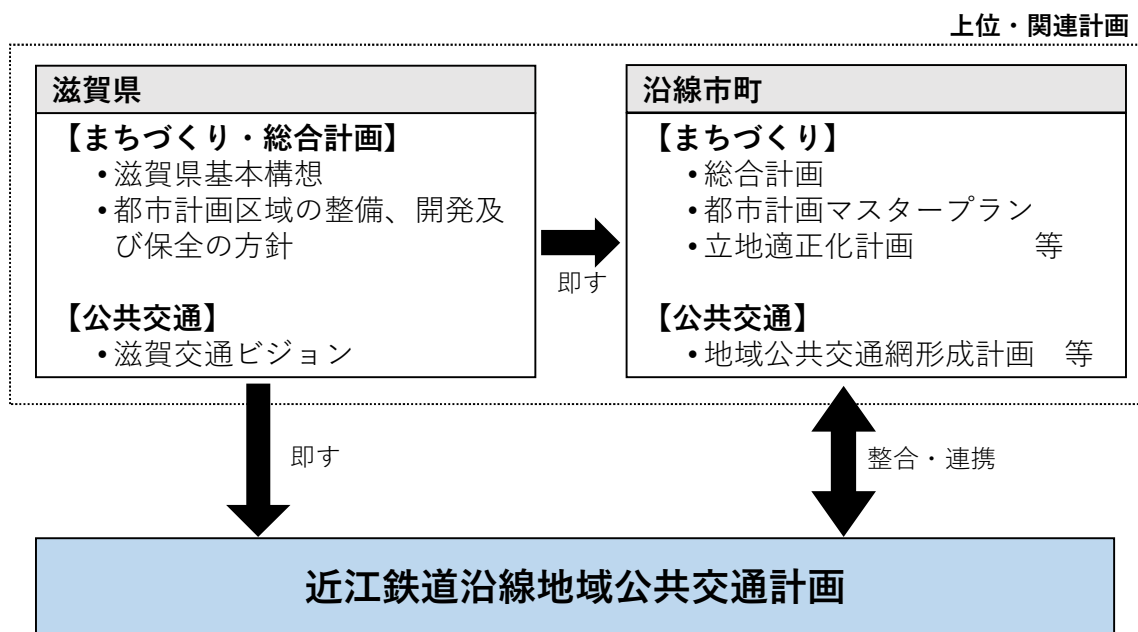 上位・関連計画
滋賀県
【まちづくり・総合計画】
•滋賀県基本構想
•都市計画区域の整備、開発及
び保全の方針
【公共交通】
•滋賀交通ビジョン
即す
沿線市町
【まちづくり】
•総合計画
•都市計画マスタープラン
•立地適正化計画　　　等
【公共交通】
•地域公共交通網形成計画　等
即す
整合・連携
近江鉄道沿線地域公共交通計画